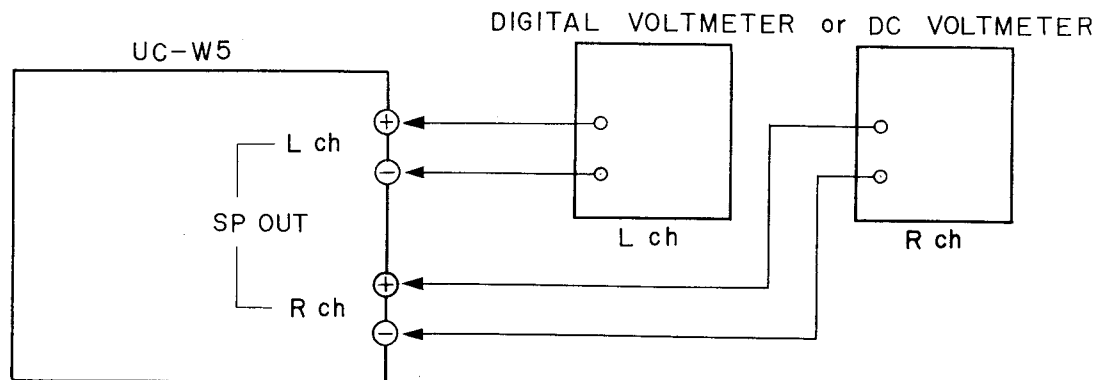 DIGITAL VOLTMETER or DC VOLTMETER
UC-W5
+
L ch
−
SP OUT
L ch
R ch
+
R ch
−